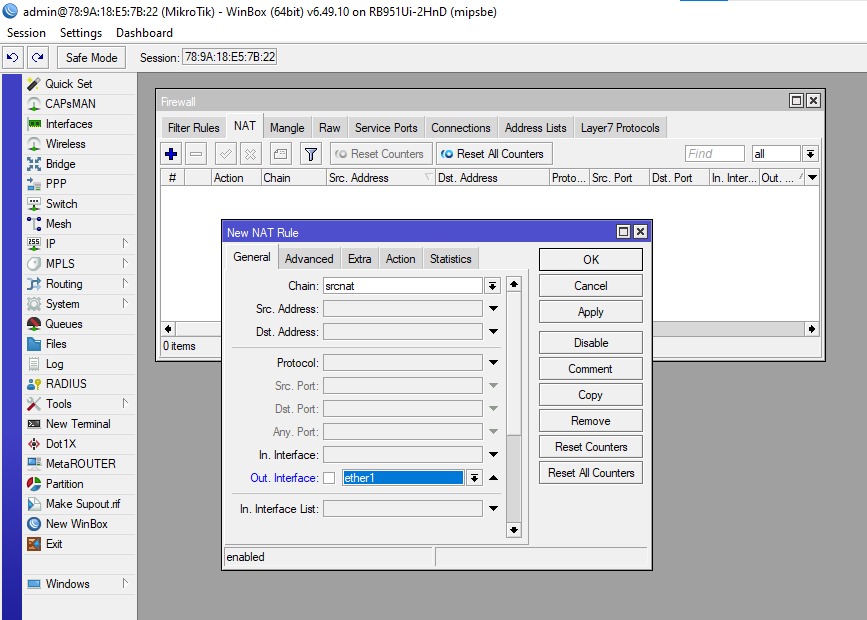 admin@78:9A:18:E5:7B:22 (MikroTik) - WinBox (64bit) v6.49.10 on RB951Ui-2HnD (mipsbe)
Session Settings Dashboard
Safe Mode Session: 78:9A:18:E5:7B:22
Quick Set
CAPsMAN
Interfaces
Wireless
Bridge
PPP
Switch
Mesh
IP
MPLS
Routing
System
Queues
Files
Log
RADIUS
Tools
New Terminal
Dot1X
MetaROUTER
Partition
Make Supout.rif
New WinBox
Exit
Windows
Firewall
Filter Rules NAT Mangle Raw Service Ports Connections Address Lists Layer7 Protocols
Reset Counters Reset All Counters Find all
# Action Chain Src. Address Dst. Address Proto... Src. Port Dst. Port In. Inter... Out. ...
0 items
New NAT Rule
General Advanced Extra Action Statistics
Chain: srcnat
Src. Address:
Dst. Address:
Protocol:
Src. Port:
Dst. Port:
Any. Port:
In. Interface:
Out. Interface: ether1
In. Interface List:
enabled
OK
Cancel
Apply
Disable
Comment
Copy
Remove
Reset Counters
Reset All Counters